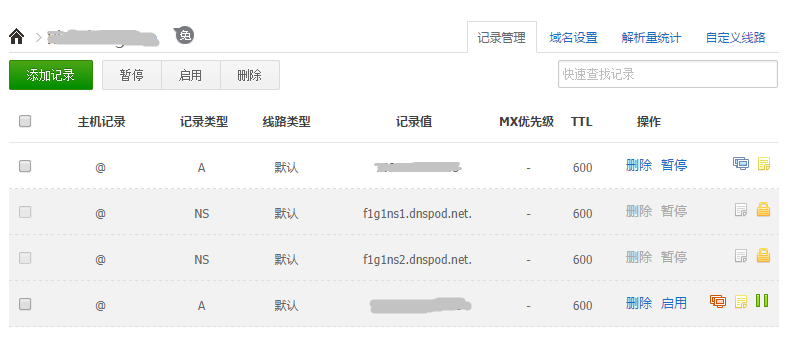 免
记录管理 域名设置 解析量统计 自定义线路
添加记录 暂停 启用 删除 快速查找记录
主机记录 记录类型 线路类型 记录值 MX优先级 TTL 操作
@ A 默认 - 600 删除 暂停
@ NS 默认 f1g1ns1.dnspod.net. - 600 删除 暂停
@ NS 默认 f1g1ns2.dnspod.net. - 600 删除 暂停
@ A 默认 - 600 删除 启用